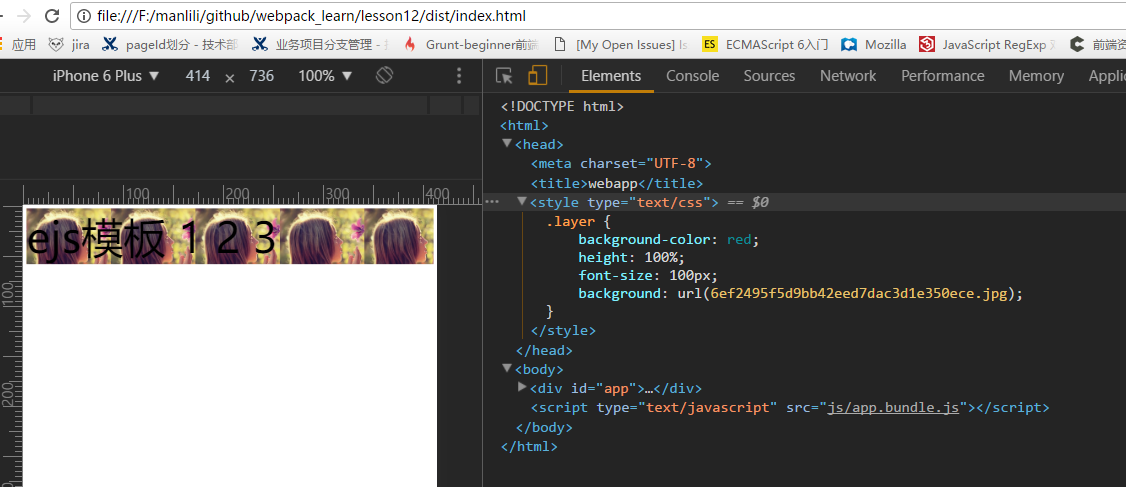 file:///F:/manlili/github/webpack_learn/lesson12/dist/index.html
应用 jira pageId划分 - 技术部 业务项目分支管理 - Grunt-beginner前端 [My Open Issues] Is ES ECMAScript 6入门 Mozilla JavaScript RegExp 前端资
iPhone 6 Plus ▼ 414 × 736 100% ▼
Elements Console Sources Network Performance Memory Applic
100 200 300 400
100
200
ejs模板 1 2 3
<!DOCTYPE html>
<html>
▼<head>
<meta charset="UTF-8">
<title>webapp</title>
▼<style type="text/css"> == $0
.layer {
background-color: red;
height: 100%;
font-size: 100px;
background: url(6ef2495f5d9bb42eed7dac3d1e350ece.jpg);
}
</style>
</head>
▼<body>
▶<div id="app">…</div>
<script type="text/javascript" src="js/app.bundle.js"></script>
</body>
</html>